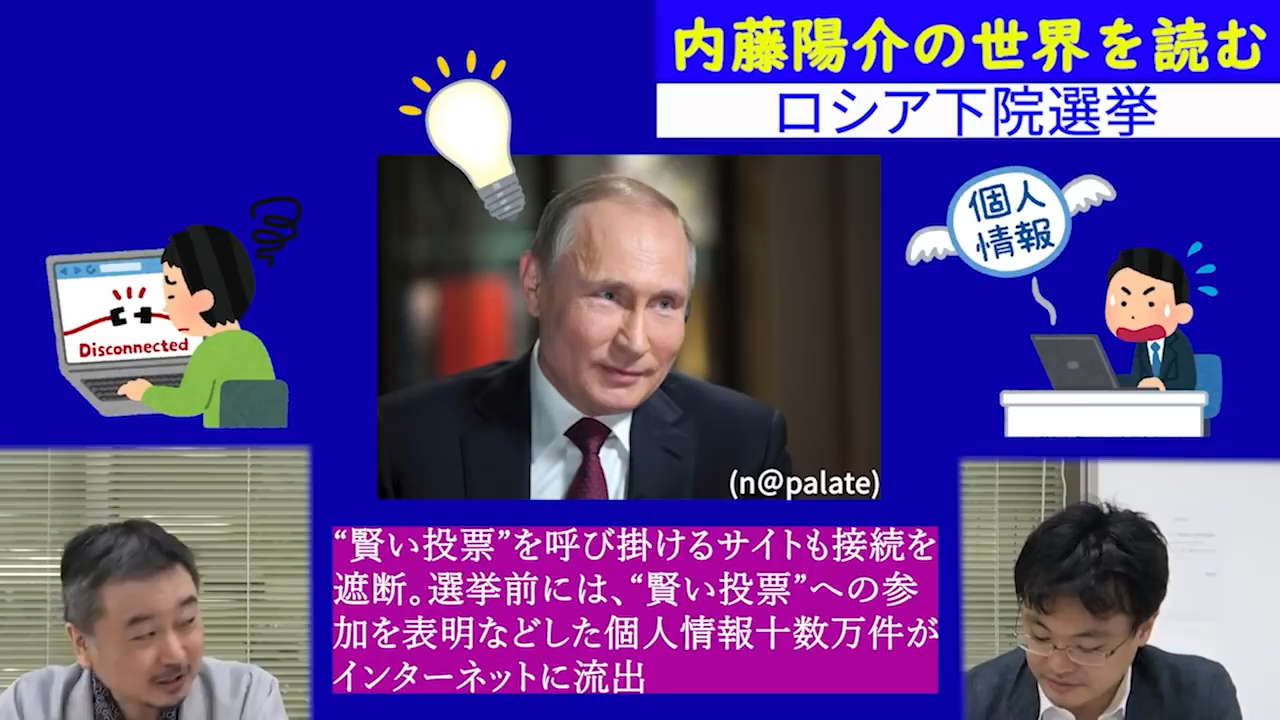 内藤陽介の世界を読む
ロシア下院選挙
個人
情報
Disconnected
(n@palate)
“賢い投票”を呼び掛けるサイトも接続を
遮断。選挙前には、“賢い投票”への参
加を表明などした個人情報十数万件が
インターネットに流出